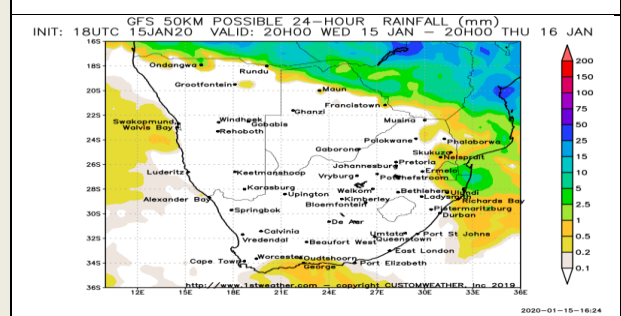 GFS 50KM POSSIBLE 24-HOUR RAINFALL (mm)
INIT: 18UTC 15JAN20 VALID: 20H00 WED 15 JAN - 20H00 THU 16 JAN
16S
200
Ondangwa
Rundu
150
18S
Grootfontein
Maun
100
20S
Francistown
75
Ghanzi
22S
Swakopmund
Windhoek
Gobabis
Musina
50
Walvis Bay
Rehoboth
25
24S
Polokwane
Phalaborwa
Gaborone
Skukuza
15
Nelspruit
26S
Johannesburg
Pretoria
10
Luderitz
Keetmanshoop
Vryburg
Potchefstroom
Ermelo
5
28S
Karasburg
Upington
Welkom
Bethlehem
Ulundi
2.5
Alexander Bay
Kimberley
Ladysmith
Richards Bay
Bloemfontein
Pietermaritzburg
30S
Springbok
Durban
1
De Aar
0.5
Calvinia
Umtata
Port St Johns
32S
Vredendal
Beaufort West
Queenstown
0.2
East London
Cape Town
Worcester
Oudtshoorn
0.1
34S
George
Port Elizabeth
http://www.1stweather.com - copyright CUSTOMWEATHER, Inc 2019
36S
12E 15E 18E 21E 24E 27E 30E 33E 36E
2020-01-15-16:24